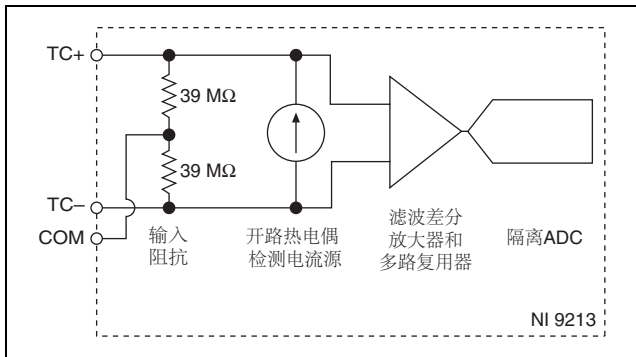 TC+
39 MΩ
39 MΩ
TC–
COM
输入
阻抗
开路热电偶
检测电流源
滤波差分
放大器和
多路复用器
隔离ADC
NI 9213